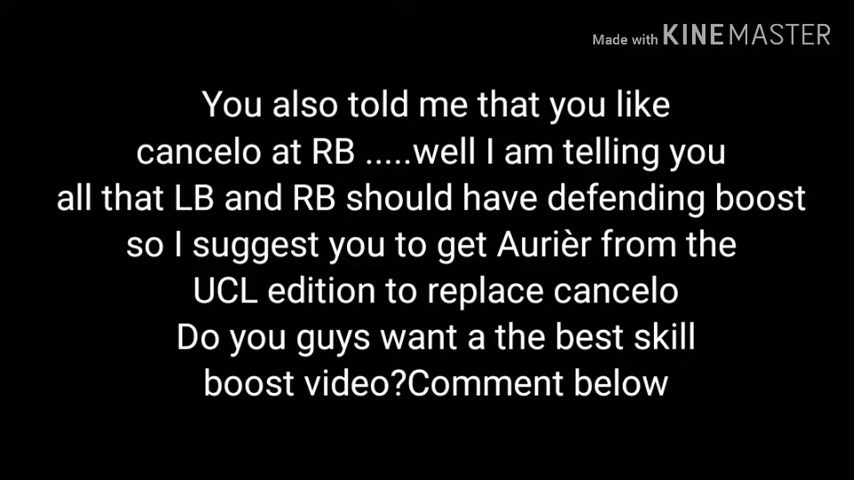 Made with KINEMASTER
You also told me that you like
cancelo at RB .....well I am telling you
all that LB and RB should have defending boost
so I suggest you to get Aurièr from the
UCL edition to replace cancelo
Do you guys want a the best skill
boost video?Comment below